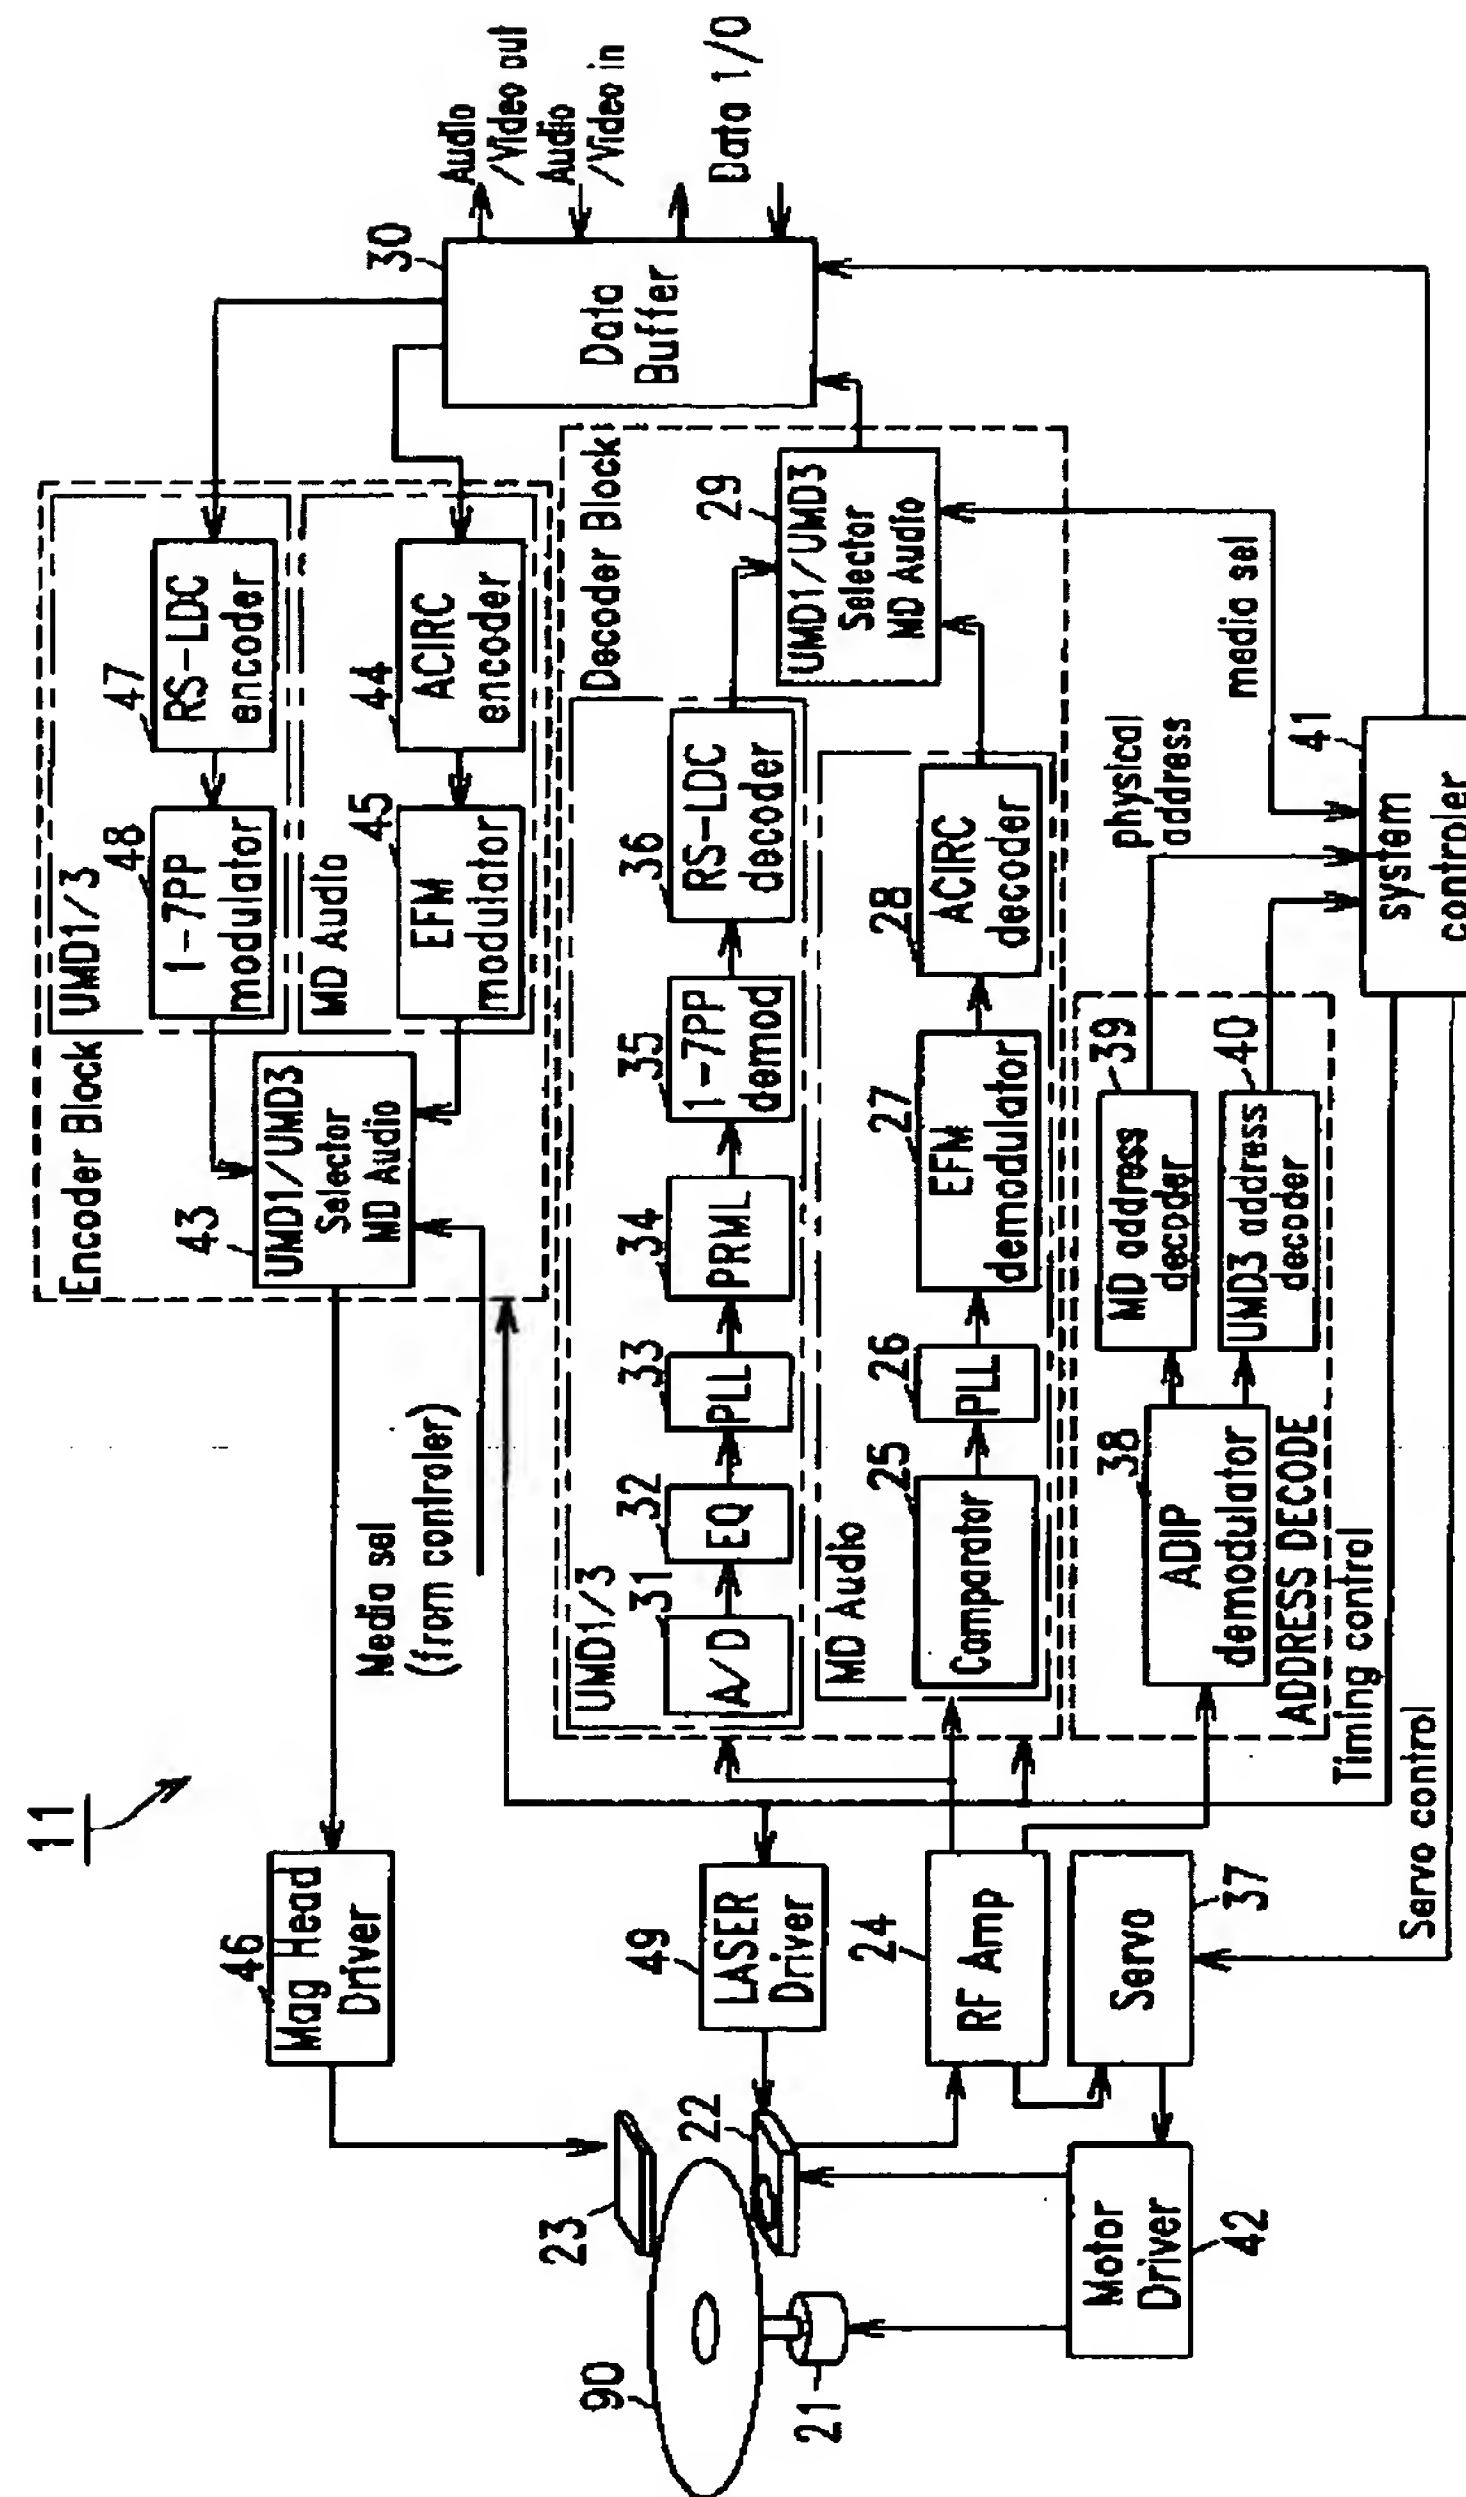 11
46
Mag Head
Driver
23
90
21
22
49
LASER
Driver
24
RF Amp
Servo
37
Motor
Driver
42
Media sel
(from controler)
Encoder Block
43
UMD1/UMD3
Selector
MD Audio
UMD1/3
48
1-7PP
modulator
47
RS-LDC
encoder
MD Audio
45
EFM
modulator
44
ACIRC
encoder
30
Data
Buffer
Audio
/Video out
Audio
/Video in
Data 1/0
Decoder Block
UMD1/3
31
A/D
32
EQ
33
PLL
34
PRML
35
1-7PP
demod
36
RS-LDC
decoder
29
UMD1/UMD3
Selector
MD Audio
MD Audio
25
Comparator
26
PLL
27
EFM
demodulator
28
ACIRC
decoder
38
ADIP
demodulator
39
MD address
decoder
40
UMD3 address
decoder
ADDRESS DECODE
physical
address
media sel
41
system
controler
Timing control
Servo control